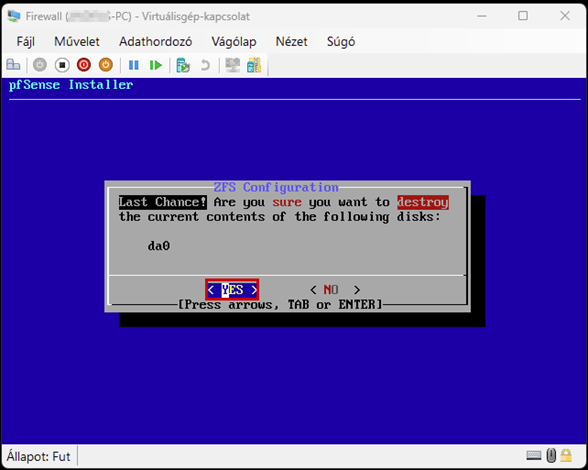 Firewall ( -PC) - Virtuálisgép-kapcsolat
Fájl Művelet Adathordozó Vágólap Nézet Súgó
pfSense Installer
ZFS Configuration
Last Chance! Are you sure you want to destroy
the current contents of the following disks:
da0
< YES > < NO >
[Press arrows, TAB or ENTER]
Állapot: Fut